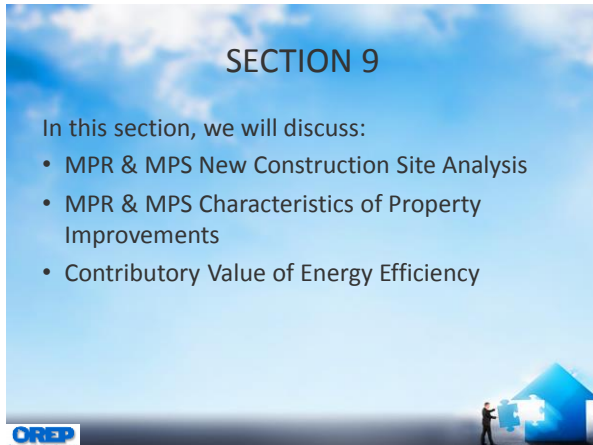 SECTION 9
In this section, we will discuss:
• MPR & MPS New Construction Site Analysis
• MPR & MPS Characteristics of Property
Improvements
• Contributory Value of Energy Efficiency
OREP